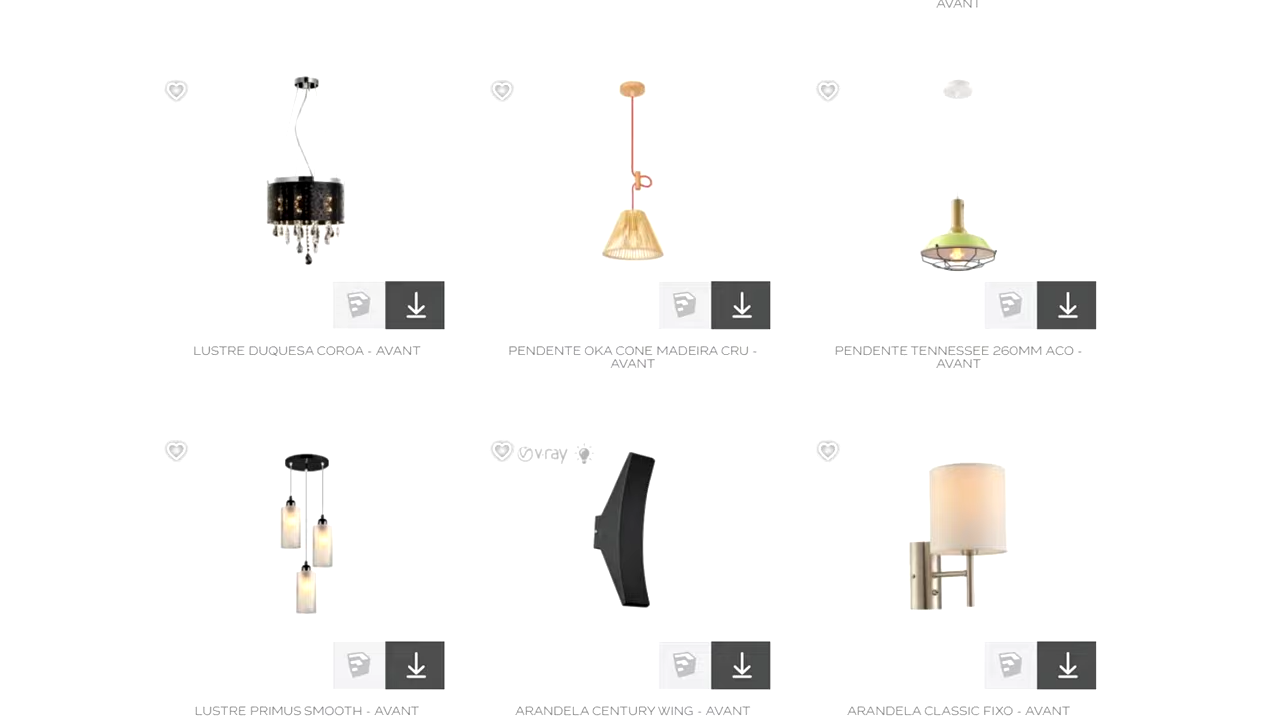 AVANT
LUSTRE DUQUESA COROA - AVANT
PENDENTE OKA CONE MADEIRA CRU -
AVANT
PENDENTE TENNESSEE 260MM ACO -
AVANT
v·ray
LUSTRE PRIMUS SMOOTH - AVANT
ARANDELA CENTURY WING - AVANT
ARANDELA CLASSIC FIXO - AVANT